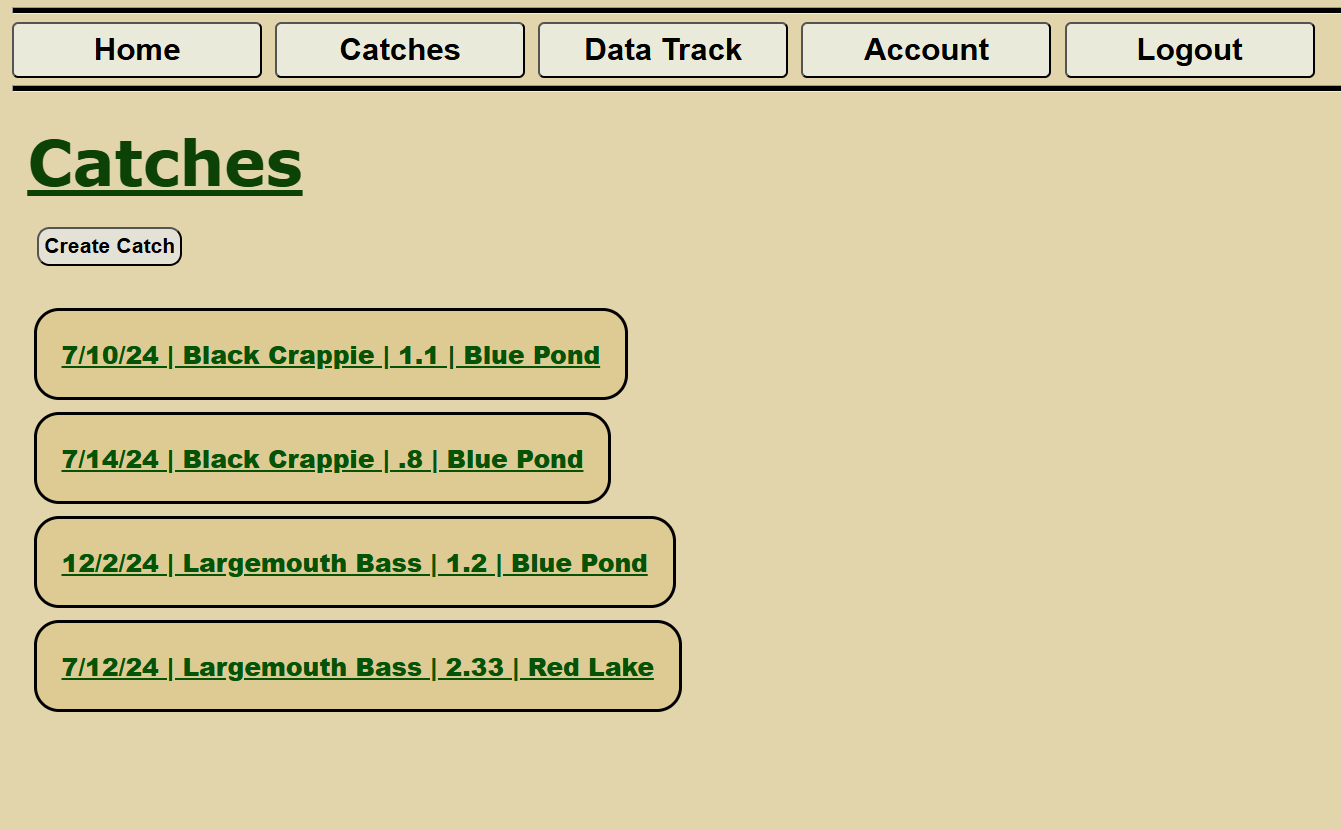 Home Catches Data Track Account Logout
Catches
Create Catch
7/10/24 | Black Crappie | 1.1 | Blue Pond
7/14/24 | Black Crappie | .8 | Blue Pond
12/2/24 | Largemouth Bass | 1.2 | Blue Pond
7/12/24 | Largemouth Bass | 2.33 | Red Lake